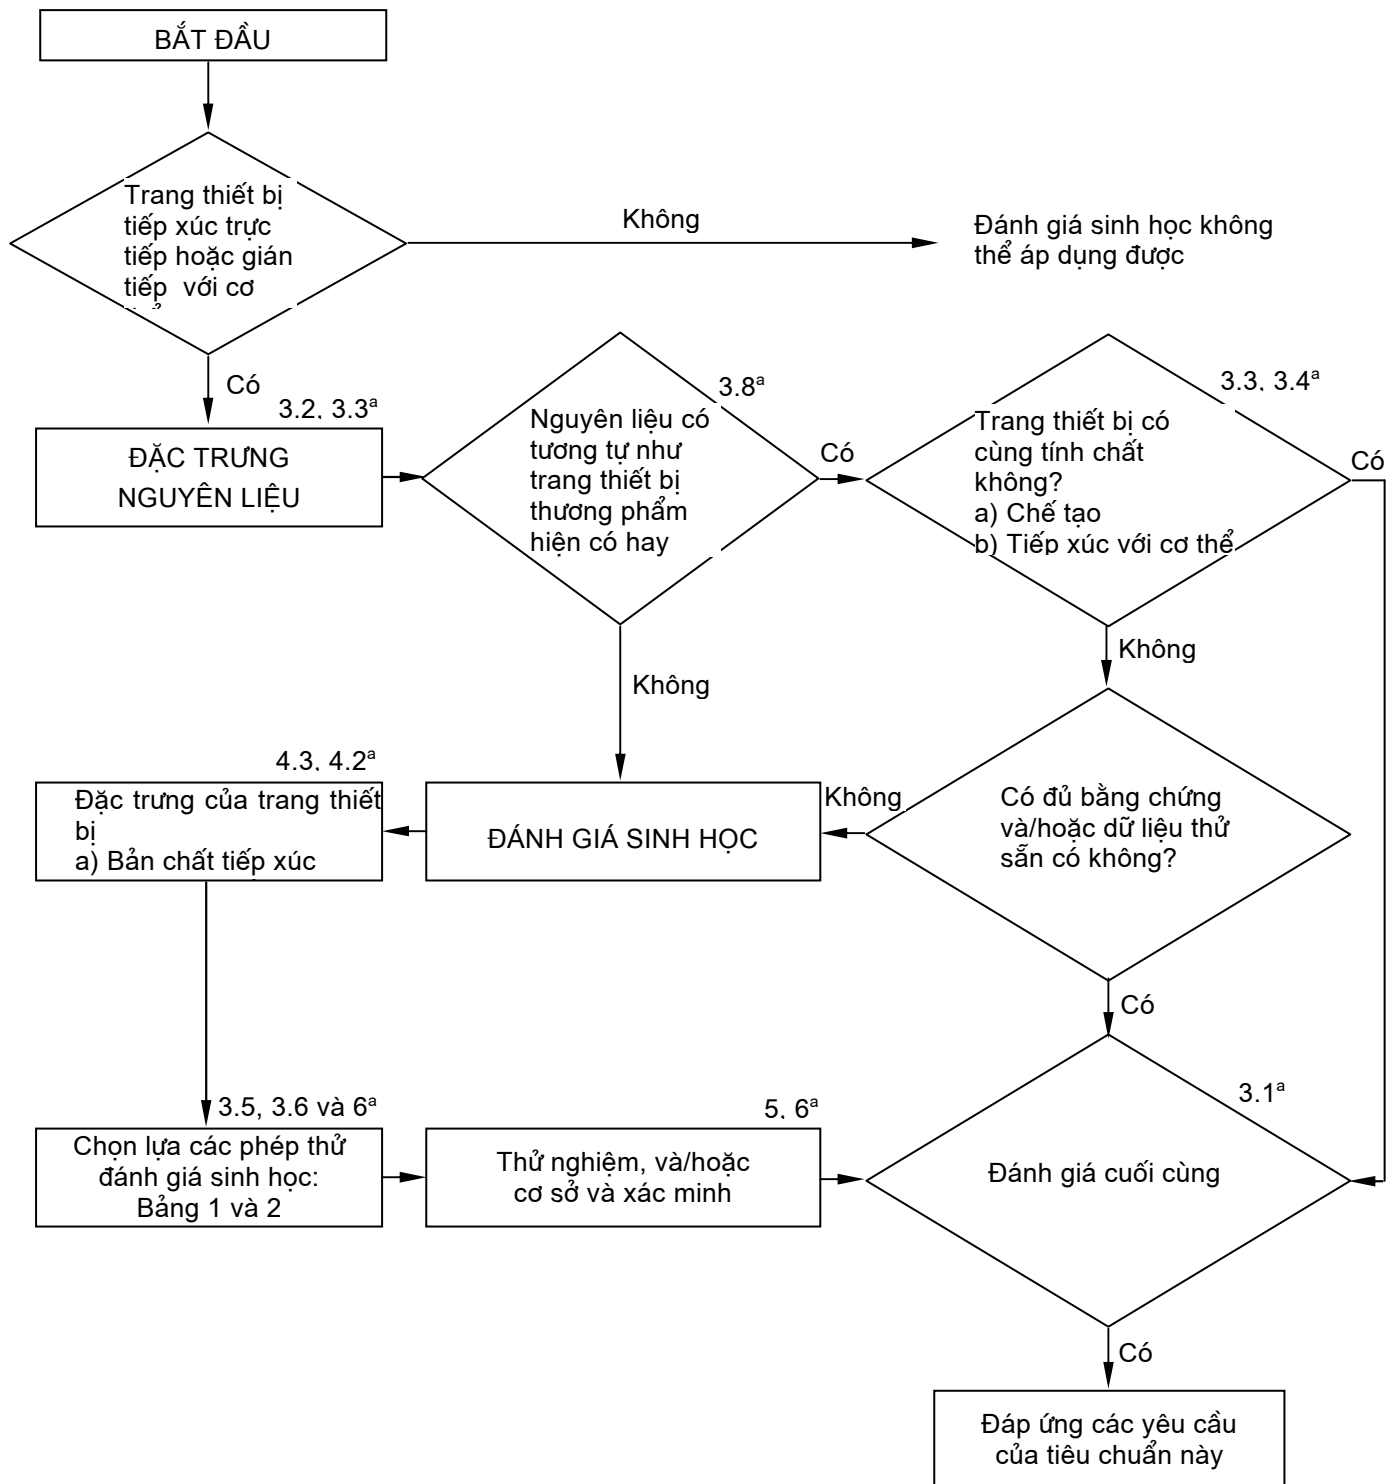 BẮT ĐẦU
Trang thiết bị
tiếp xúc trực
tiếp hoặc gián
tiếp với cơ
Không
Đánh giá sinh học không
thể áp dụng được
Có
3.2, 3.3ᵃ
ĐẶC TRƯNG
NGUYÊN LIỆU
3.8ᵃ
Nguyên liệu có
tương tự như
trang thiết bị
thương phẩm
hiện có hay
Có
3.3, 3.4ᵃ
Trang thiết bị có
cùng tính chất
không?
a) Chế tạo
b) Tiếp xúc với cơ thể
Có
Không
Không
4.3, 4.2ᵃ
Đặc trưng của trang thiết
bị
a) Bản chất tiếp xúc
ĐÁNH GIÁ SINH HỌC
Không
Có đủ bằng chứng
và/hoặc dữ liệu thử
sẵn có không?
Có
3.5, 3.6 và 6ᵃ
Chọn lựa các phép thử
đánh giá sinh học:
Bảng 1 và 2
5, 6ᵃ
Thử nghiệm, và/hoặc
cơ sở và xác minh
3.1ᵃ
Đánh giá cuối cùng
Có
Đáp ứng các yêu cầu
của tiêu chuẩn này